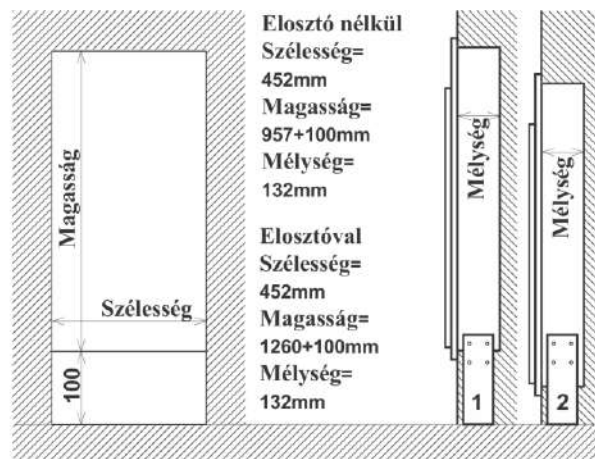 Magasság
Szélesség
100
Elosztó nélkül
Szélesség=
452mm
Magasság=
957+100mm
Mélység=
132mm
Elosztóval
Szélesség=
452mm
Magasság=
1260+100mm
Mélység=
132mm
Mélység
1
Mélység
2